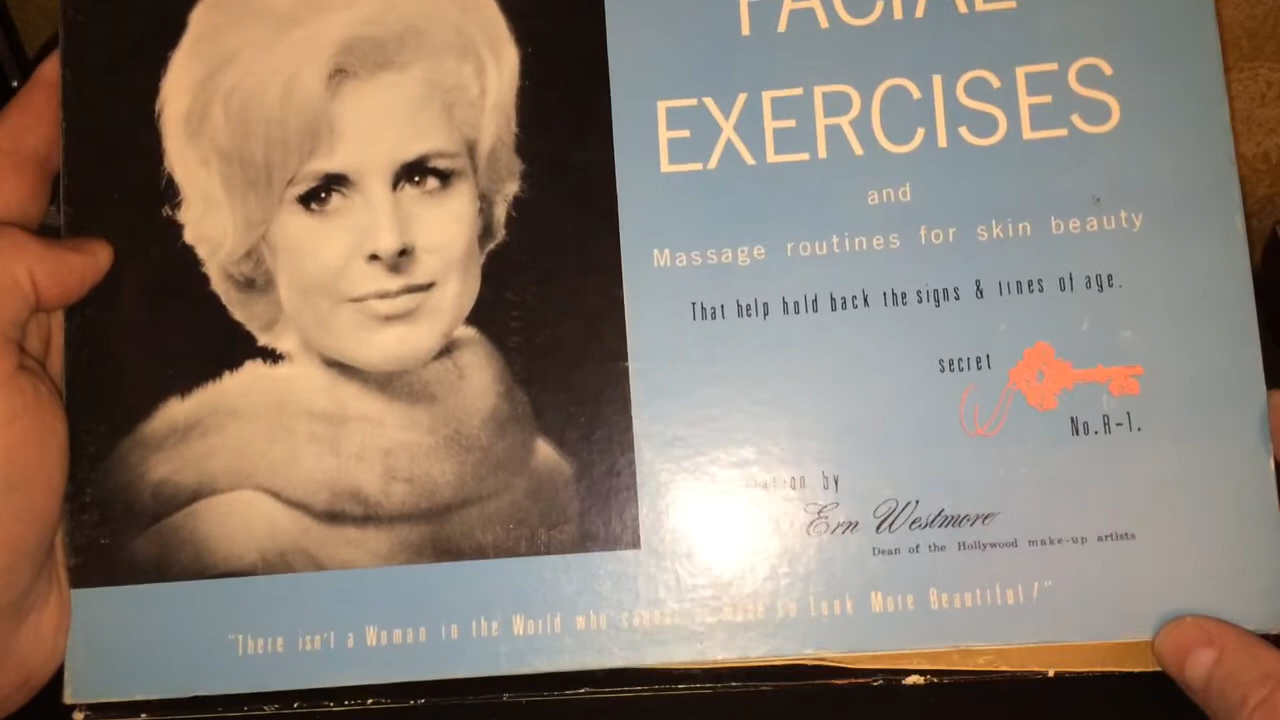 FACIAL
EXERCISES
and
Massage routines for skin beauty
That help hold back the signs & lines of age.
secret
No.A-1.
by
Ern Westmore
Dean of the Hollywood make-up artists
"There isn't a Woman in the World who cannot made to Look More Beautiful!"